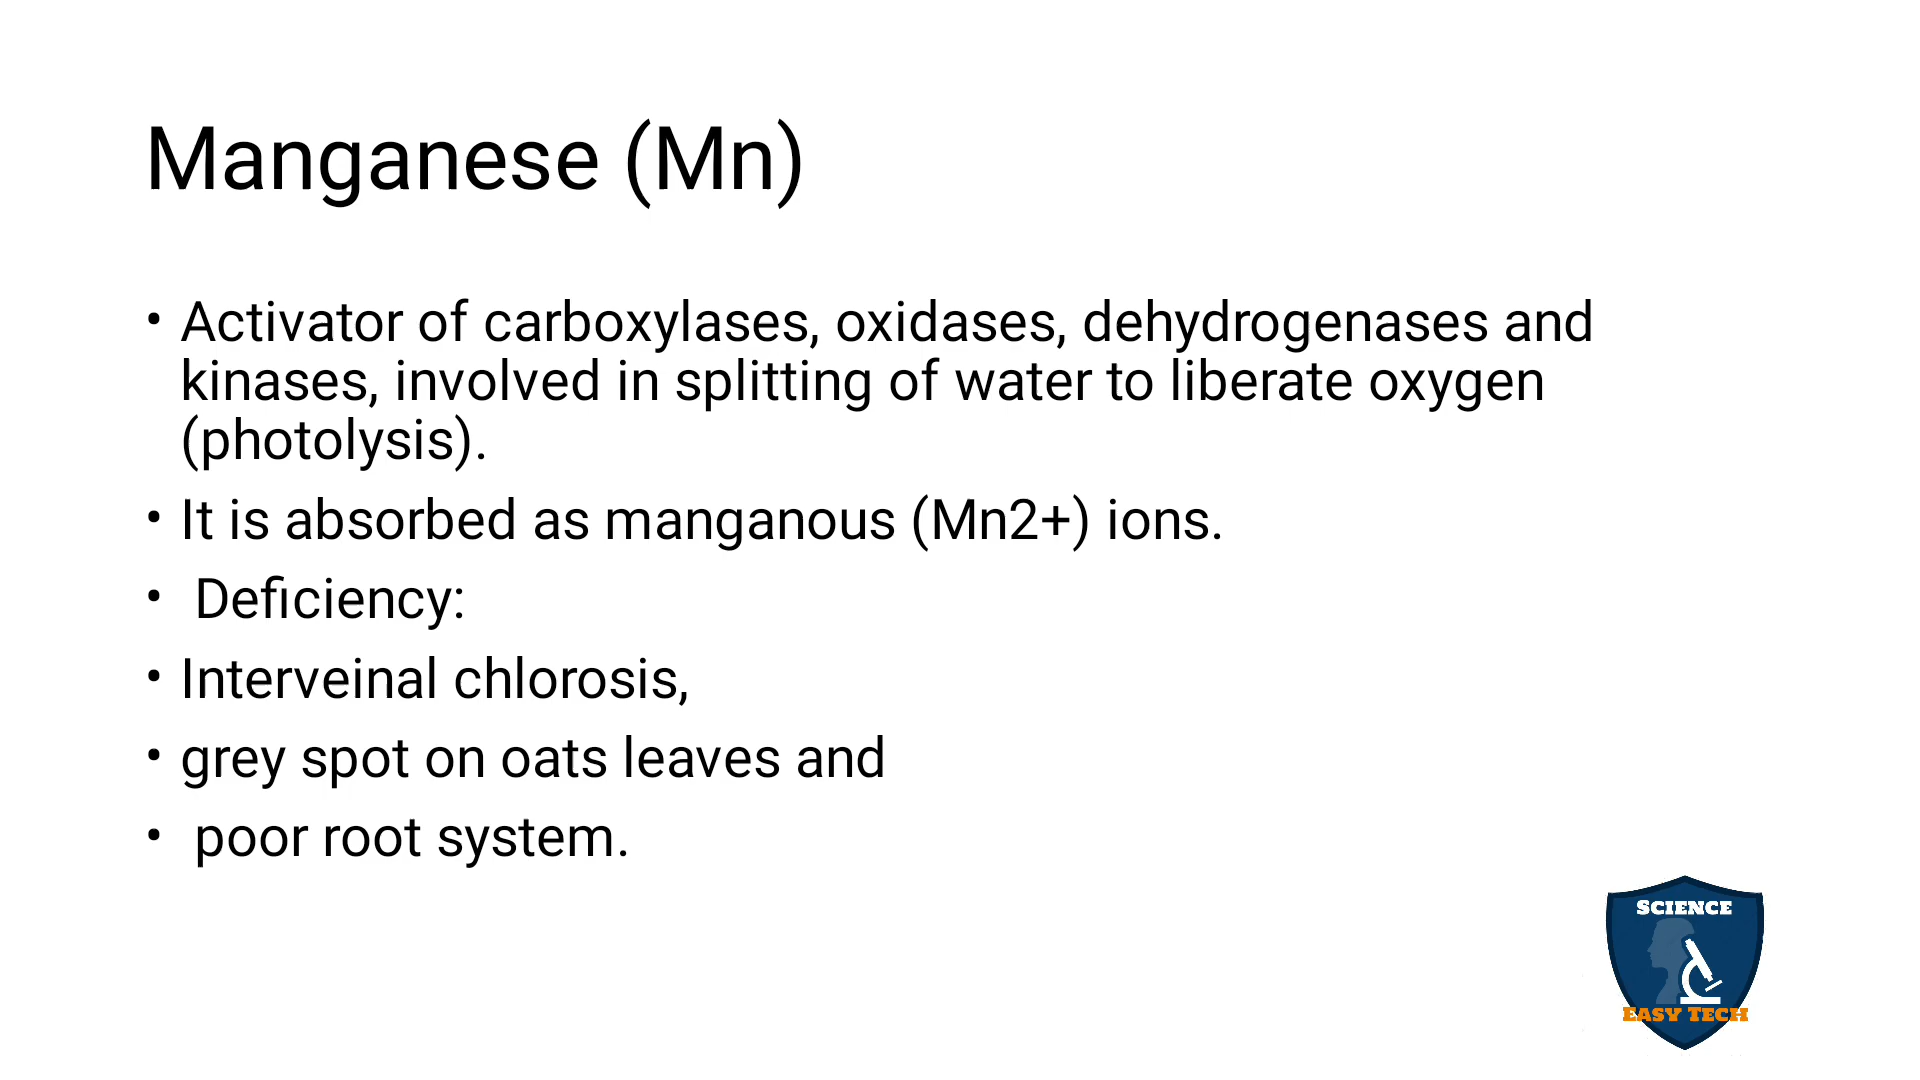 Manganese (Mn)
• Activator of carboxylases, oxidases, dehydrogenases and
kinases, involved in splitting of water to liberate oxygen
(photolysis).
• It is absorbed as manganous (Mn2+) ions.
• Deficiency:
• Interveinal chlorosis,
• grey spot on oats leaves and
• poor root system.
SCIENCE
EASY TECH